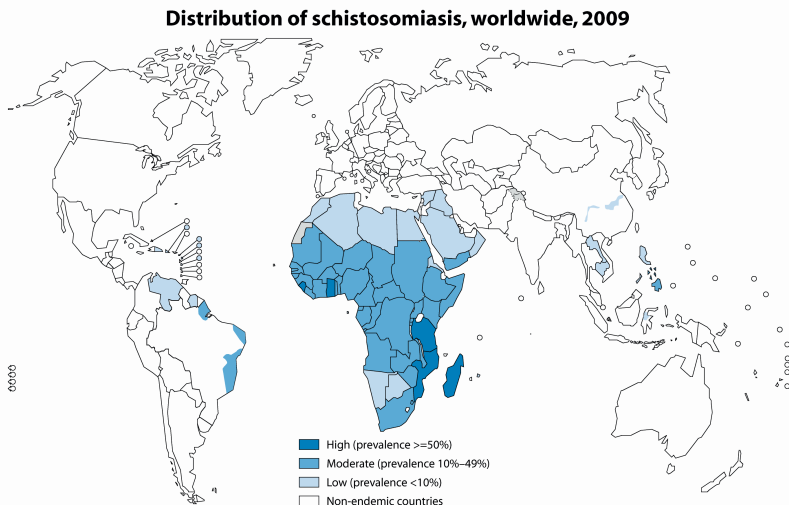 Distribution of schistosomiasis, worldwide, 2009
High (prevalence >=50%)
Moderate (prevalence 10%–49%)
Low (prevalence <10%)
Non-endemic countries